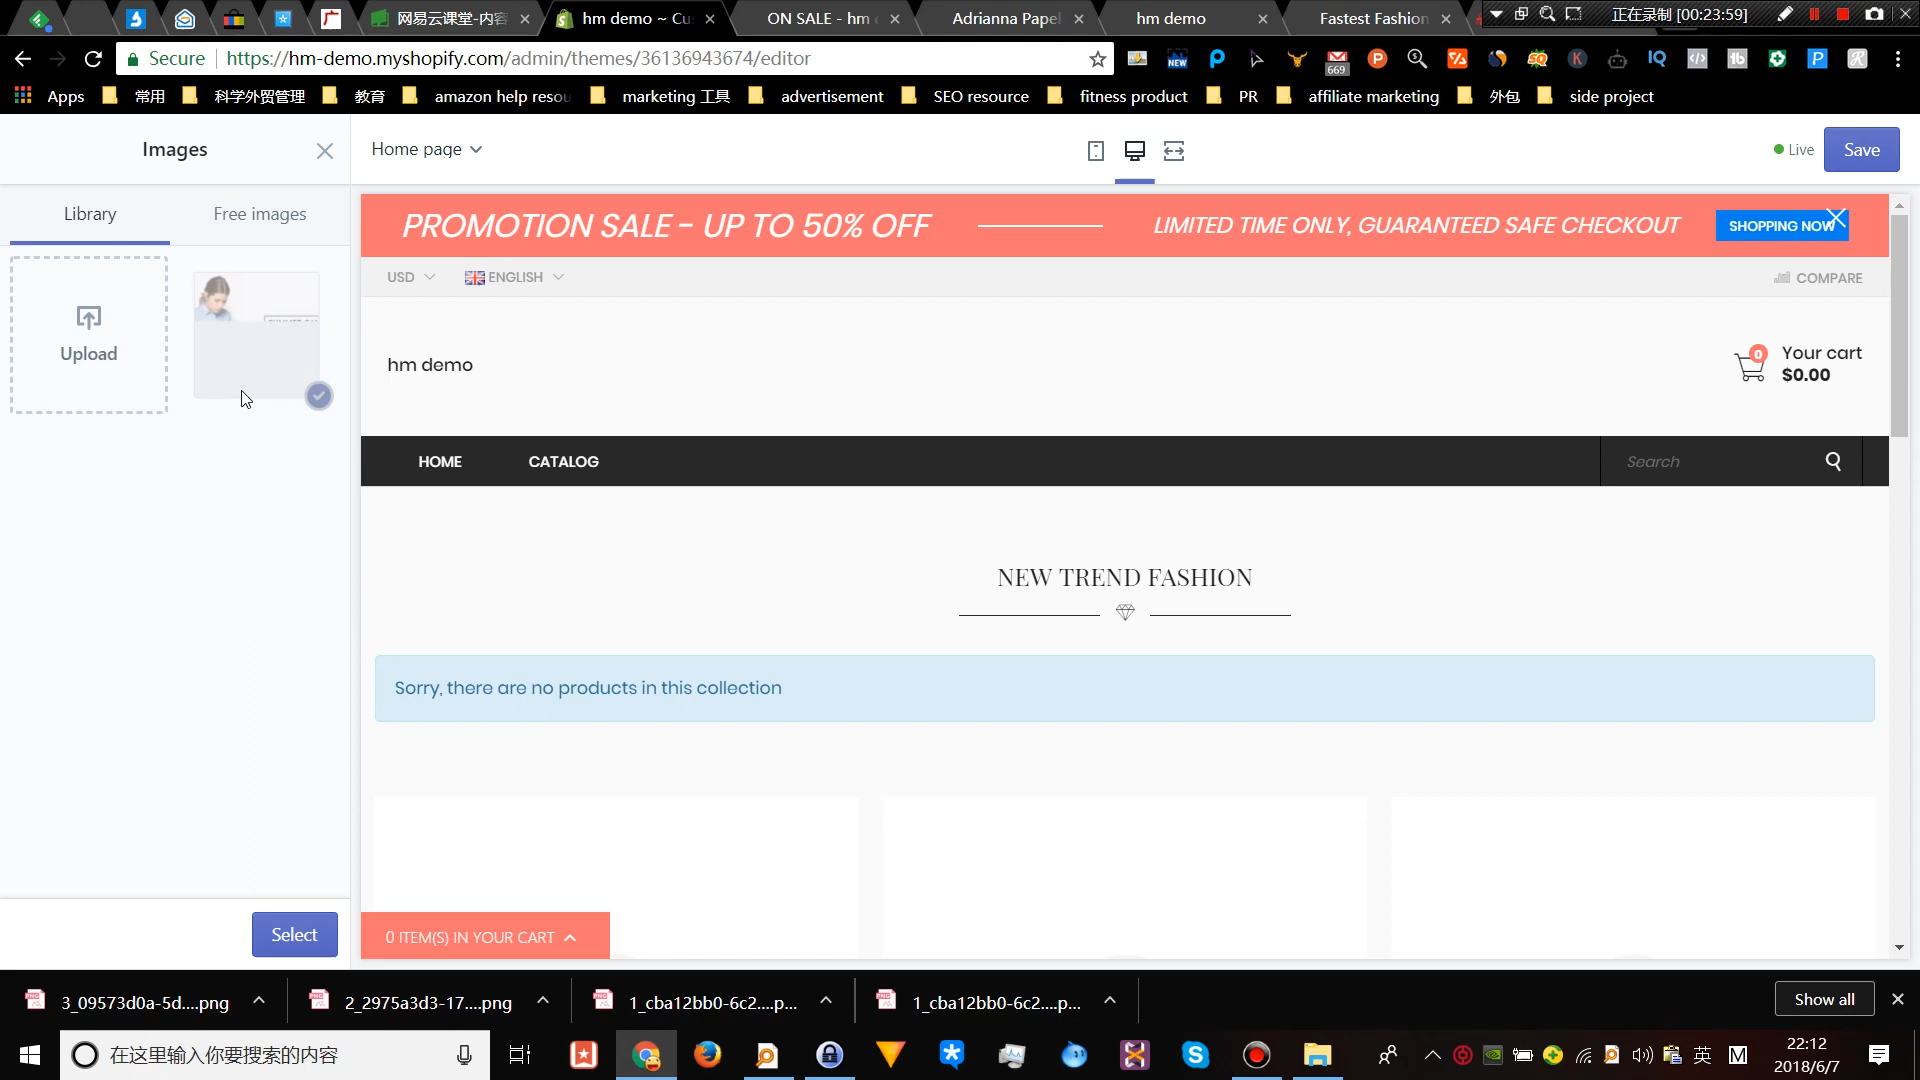 网易云课堂-内容
hm demo ~ Cu
ON SALE - hm
Adrianna Papel
hm demo
Fastest Fashion
正在录制 [00:23:59]
Secure
https://hm-demo.myshopify.com/admin/themes/36136943674/editor
NEW
669
Apps
常用
科学外贸管理
教育
amazon help resou
marketing 工具
advertisement
SEO resource
fitness product
PR
affiliate marketing
外包
side project
Images
Home page
Live
Save
Library
Free images
Upload
Select
PROMOTION SALE - UP TO 50% OFF
LIMITED TIME ONLY, GUARANTEED SAFE CHECKOUT
SHOPPING NOW
USD
ENGLISH
COMPARE
hm demo
0
Your cart
$0.00
HOME
CATALOG
Search
NEW TREND FASHION
Sorry, there are no products in this collection
0 ITEM(S) IN YOUR CART
3_09573d0a-5d....png
2_2975a3d3-17....png
1_cba12bb0-6c2....p...
1_cba12bb0-6c2....p...
Show all
在这里输入你要搜索的内容
英
M
22:12
2018/6/7